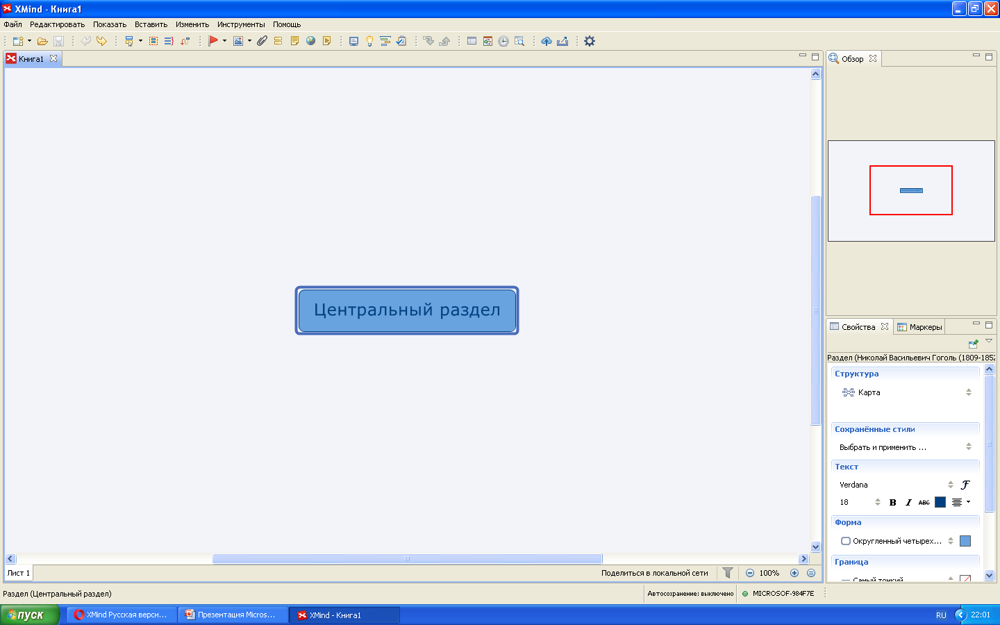 XMind - Книга1
Файл Редактировать Показать Вставить Изменить Инструменты Помощь
Книга1
Обзор
Центральный раздел
Свойства Маркеры
Раздел (Николай Васильевич Гоголь (1809-1852
Структура
Карта
Сохранённые стили
Выбрать и применить ...
Текст
Verdana
18 B I ABC
Форма
Округленный четырех...
Граница
Самый тонкий
Лист 1 Поделиться в локальной сети 100%
Раздел (Центральный раздел) Автосохранение: выключено MICROSOF-984F7E
пуск XMind Русская верси... Презентация Micros... XMind - Книга1 RU 22:01